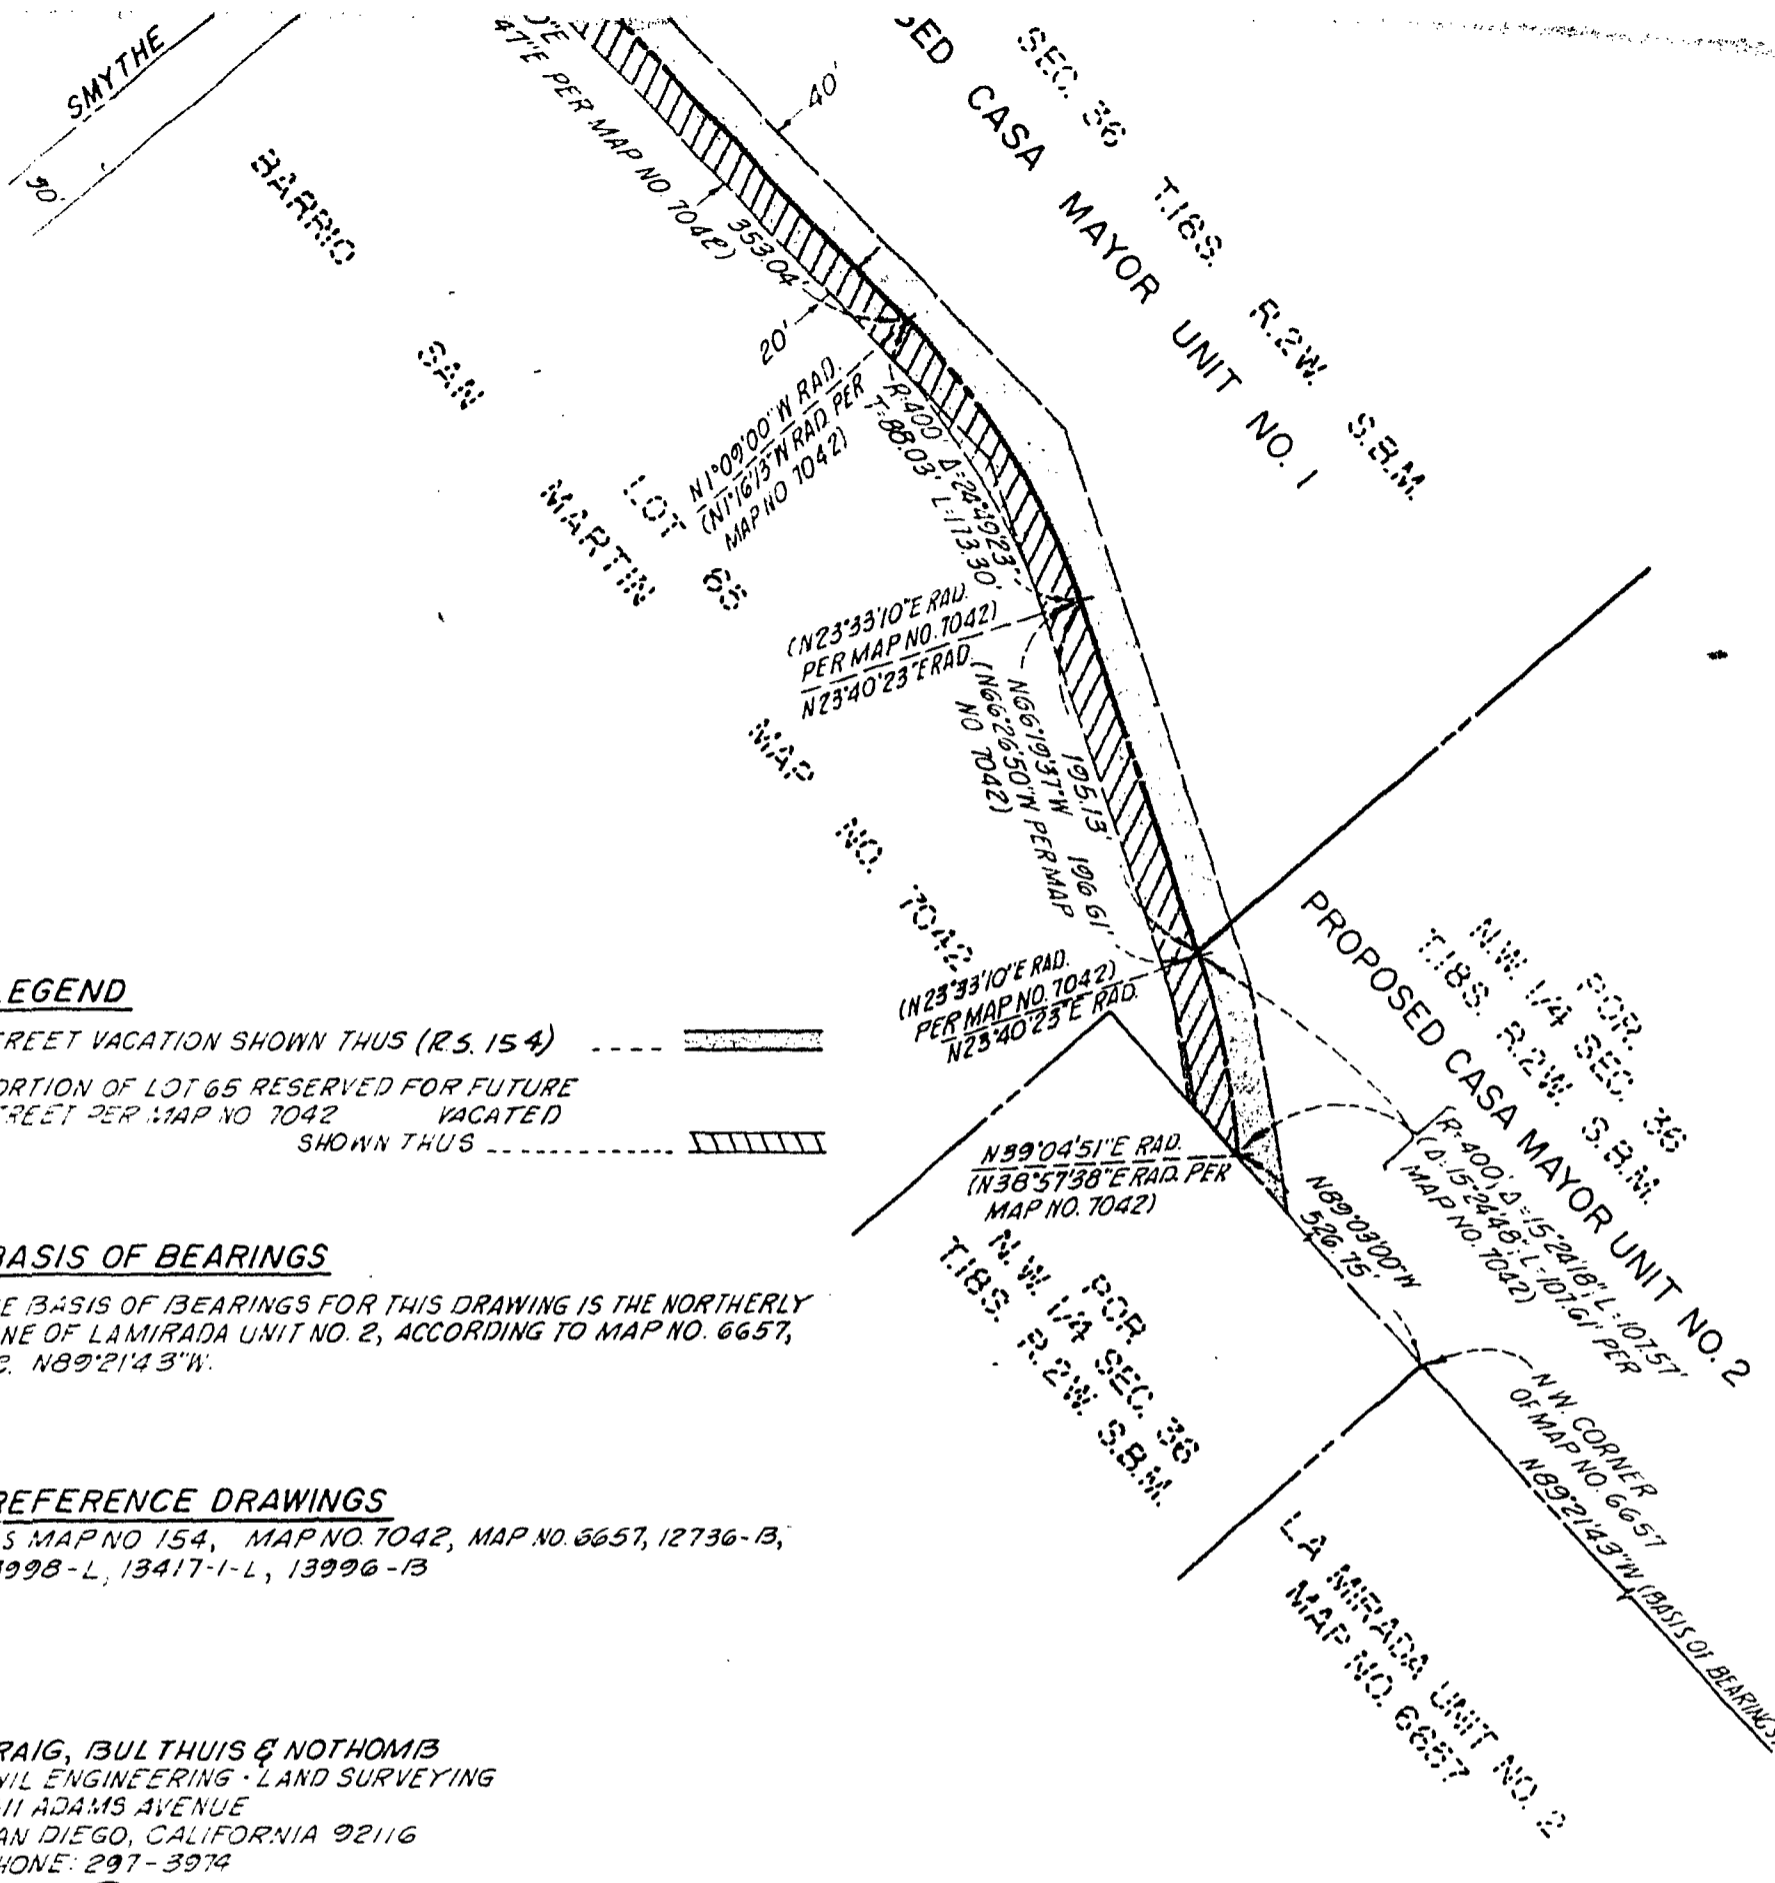 SMYTHE
90'
47"E PER MAP NO. 7042)
353.04'
40'
20'
BARRIO
SAN
MARTIN
LOT 65
MAP NO. 7042
SEC. 36 T.18S. R.2W. S.B.M.
SED CASA MAYOR UNIT NO. 1
N1°09'00"W RAD.
(N1°16'13"W RAD. PER
MAP NO 7042)
R=400' Δ=24°49'23"
T=88.03' L=173.30'
(N23°33'10"E RAD.
PER MAP NO. 7042)
N23°40'23"E RAD.
195.13'
196.61'
N66°19'37"W
(N66°26'50"W PER MAP
NO 7042)
(N23°33'10"E RAD.
PER MAP NO. 7042)
N23°40'23"E RAD.
N39°04'51"E RAD.
(N38°57'38"E RAD. PER
MAP NO. 7042)
POR.
N.W. 1/4 SEC. 36
T.18S. R.2W. S.B.M.
PROPOSED CASA MAYOR UNIT NO. 2
R=400', Δ=15°24'18", L=107.57'
(Δ=15°24'48", L=107.61' PER
MAP NO. 7042)
N89°03'00"W
526.75'
POR
N.W. 1/4 SEC. 36
T.18S. R.2W. S.B.M.
N.W. CORNER
OF MAP NO. 6657
N89°21'43"W (BASIS OF BEARINGS)
LA MIRADA UNIT NO. 2
MAP NO. 6657
EGEND
REET VACATION SHOWN THUS (R.S. 154)
ORTION OF LOT 65 RESERVED FOR FUTURE
REET PER MAP NO 7042 VACATED
SHOWN THUS
BASIS OF BEARINGS
E BASIS OF BEARINGS FOR THIS DRAWING IS THE NORTHERLY
NE OF LAMIRADA UNIT NO. 2, ACCORDING TO MAP NO. 6657,
N89°21'43"W.
REFERENCE DRAWINGS
S MAP NO 154, MAP NO. 7042, MAP NO. 6657, 12736-B,
998-L, 13417-1-L, 13996-B
RAIG, BULTHUIS & NOTHOMB
VIL ENGINEERING · LAND SURVEYING
11 ADAMS AVENUE
AN DIEGO, CALIFORNIA 92116
HONE: 297-3974